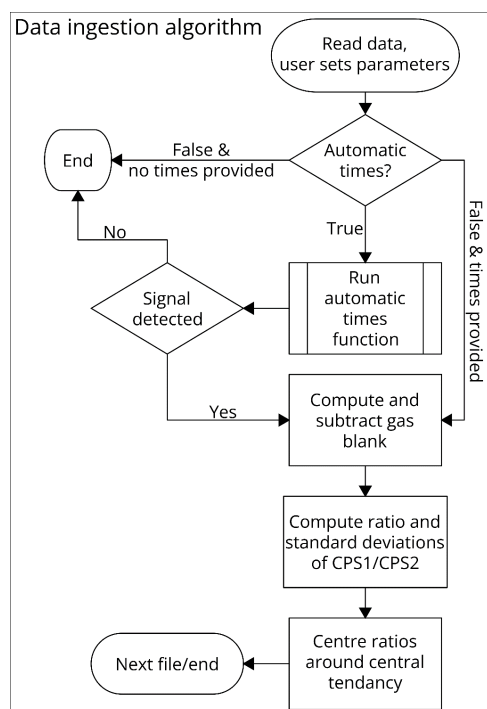 Data ingestion algorithm
Read data,
user sets parameters
Automatic
times?
False &
no times provided
End
True
False & times provided
No
Run
automatic
times
function
Signal
detected
Yes
Compute and
subtract gas
blank
Compute ratio and
standard deviations
of CPS1/CPS2
Centre ratios
around central
tendancy
Next file/end